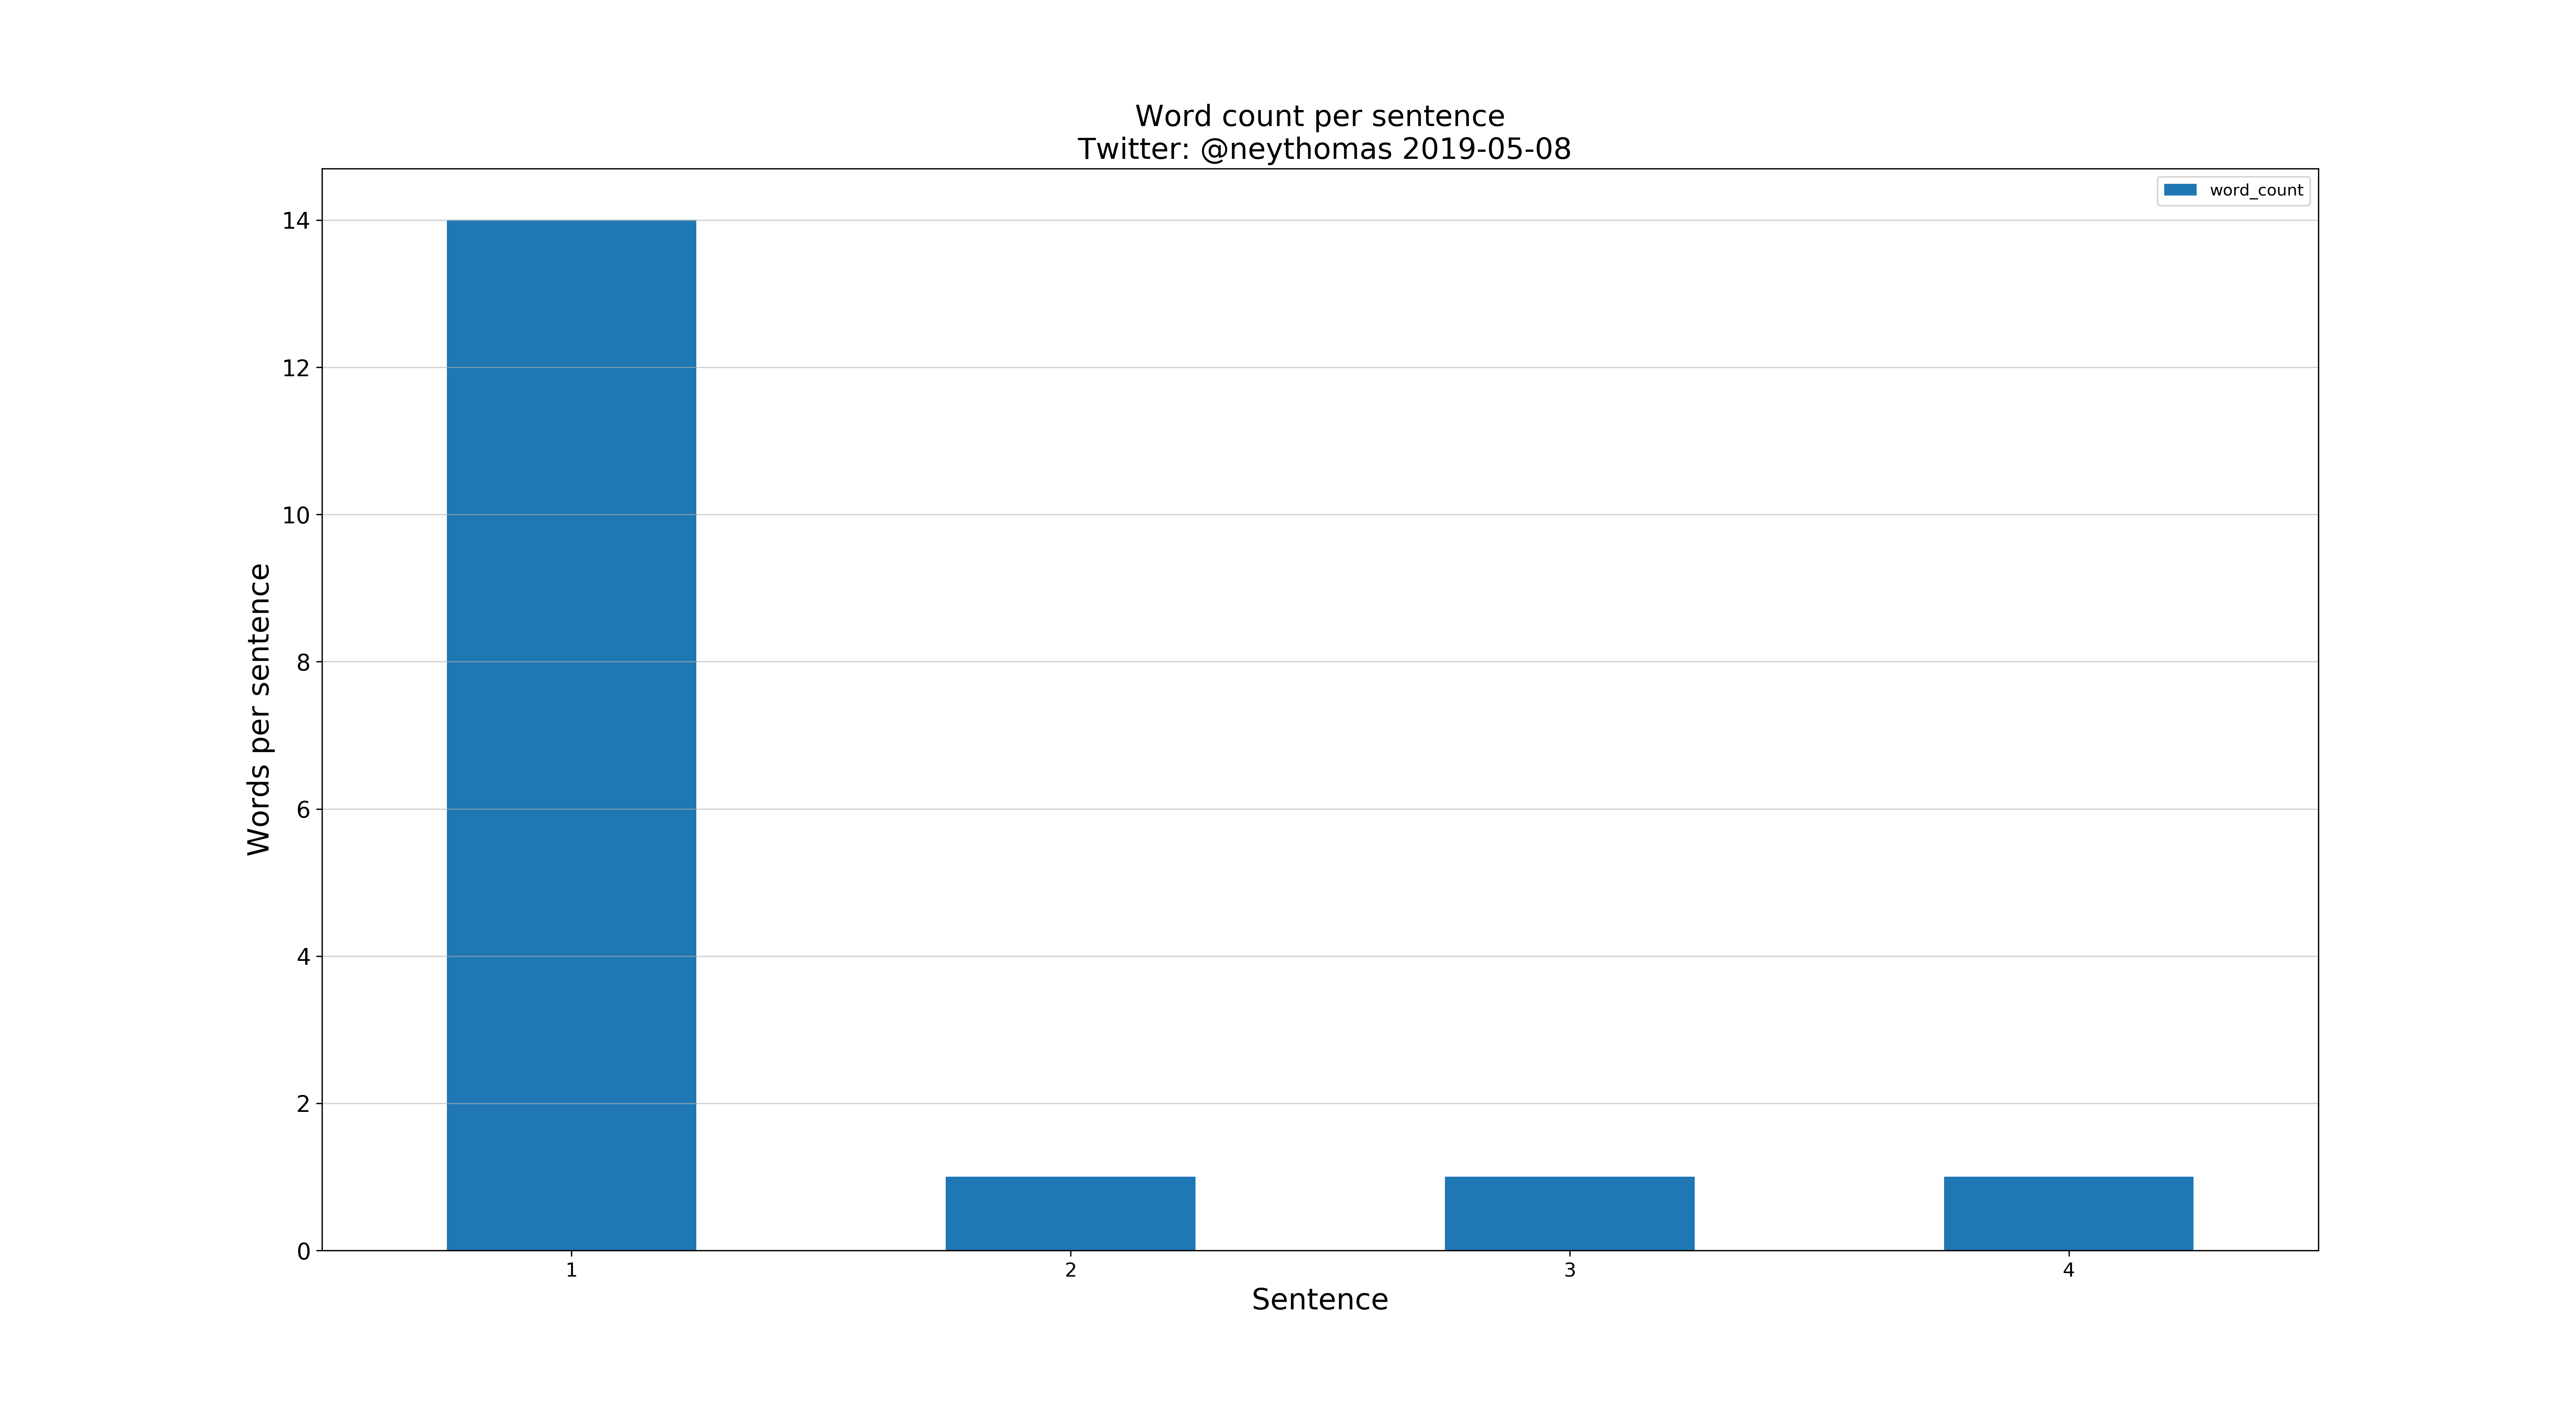 Word count per sentence
Twitter: @neythomas 2019-05-08
word_count
14
12
10
8
6
4
2
0
Words per sentence
1 2 3 4
Sentence